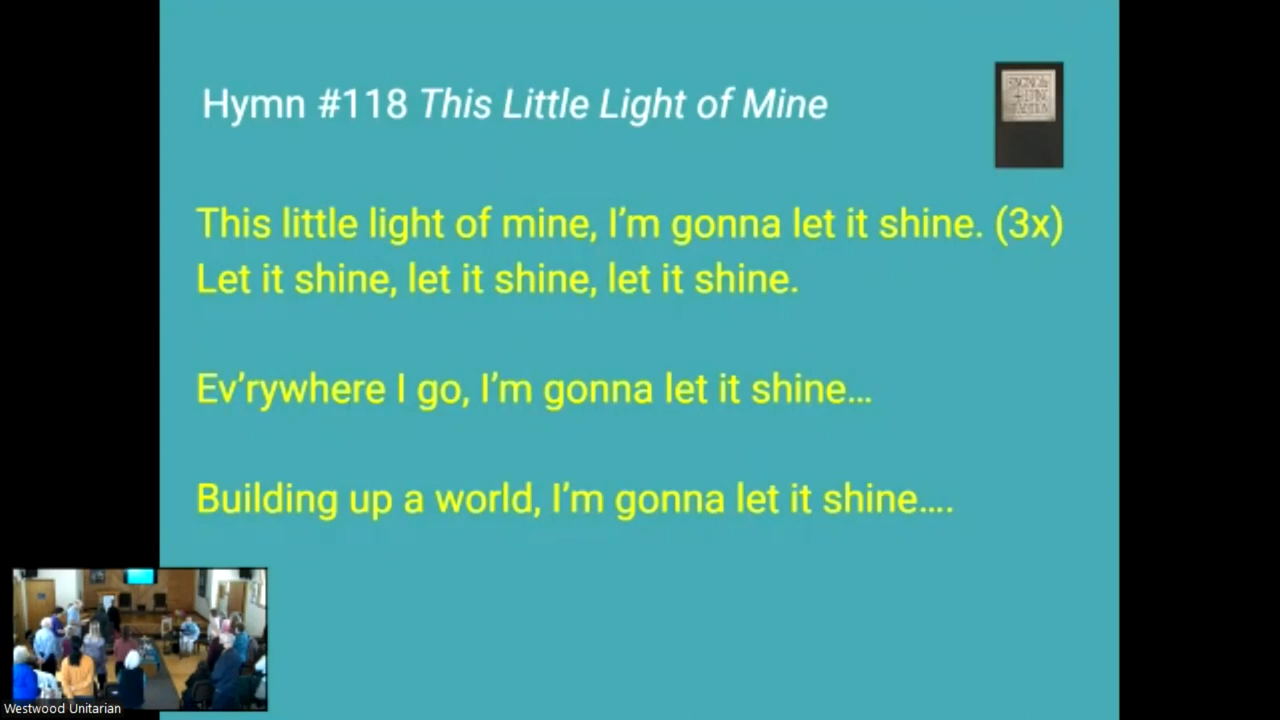 Hymn #118 This Little Light of Mine
This little light of mine, I’m gonna let it shine. (3x)
Let it shine, let it shine, let it shine.
Ev’rywhere I go, I’m gonna let it shine…
Building up a world, I’m gonna let it shine….
Westwood Unitarian